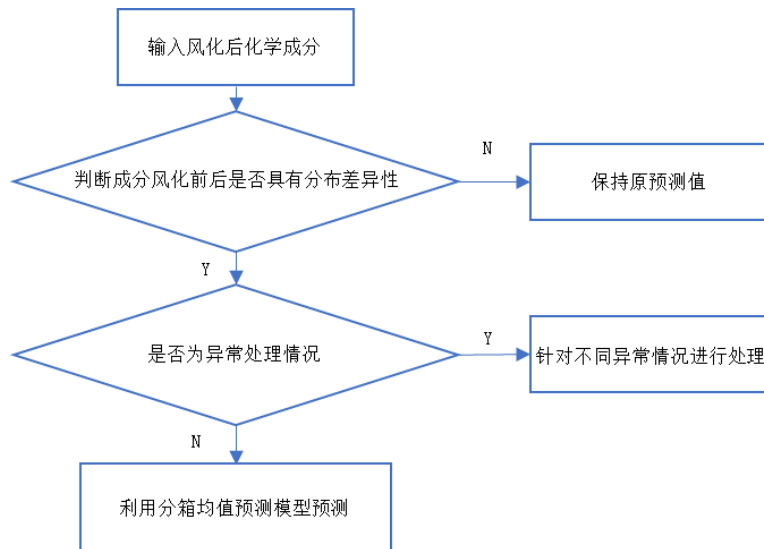 输入风化后化学成分
判断成分风化前后是否具有分布差异性
N
保持原预测值
Y
是否为异常处理情况
Y
针对不同异常情况进行处理
N
利用分箱均值预测模型预测